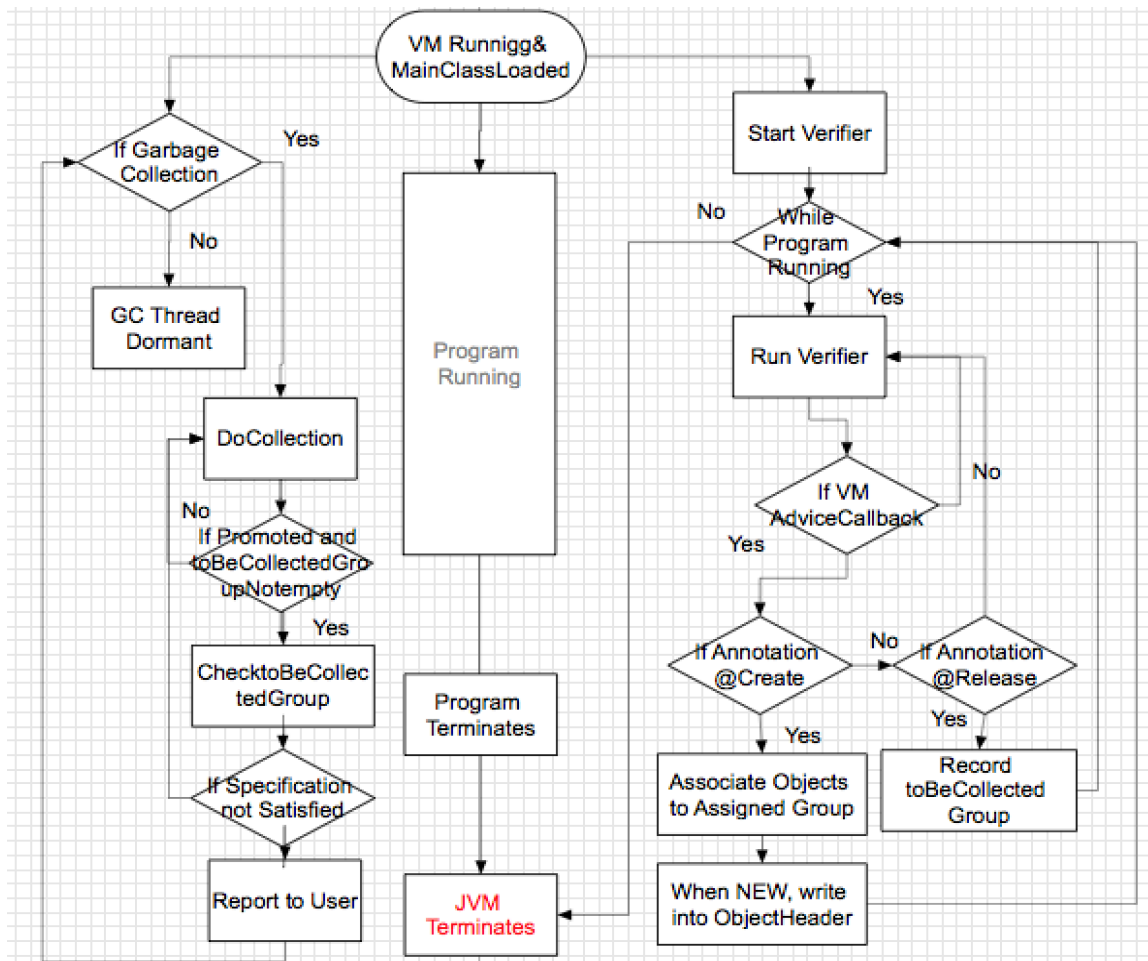 VM Runnigg&
MainClassLoaded
If Garbage
Collection
Yes
No
GC Thread
Dormant
DoCollection
No
If Promoted and
toBeCollectedGro
upNotempty
Yes
ChecktoBeCollec
tedGroup
If Specification
not Satisfied
Report to User
Program
Running
Program
Terminates
JVM
Terminates
Start Verifier
No
While
Program
Running
Yes
Run Verifier
If VM
AdviceCallback
No
Yes
If Annotation
@Create
No
If Annotation
@Release
Yes
Yes
Associate Objects
to Assigned Group
Record
toBeCollected
Group
When NEW, write
into ObjectHeader